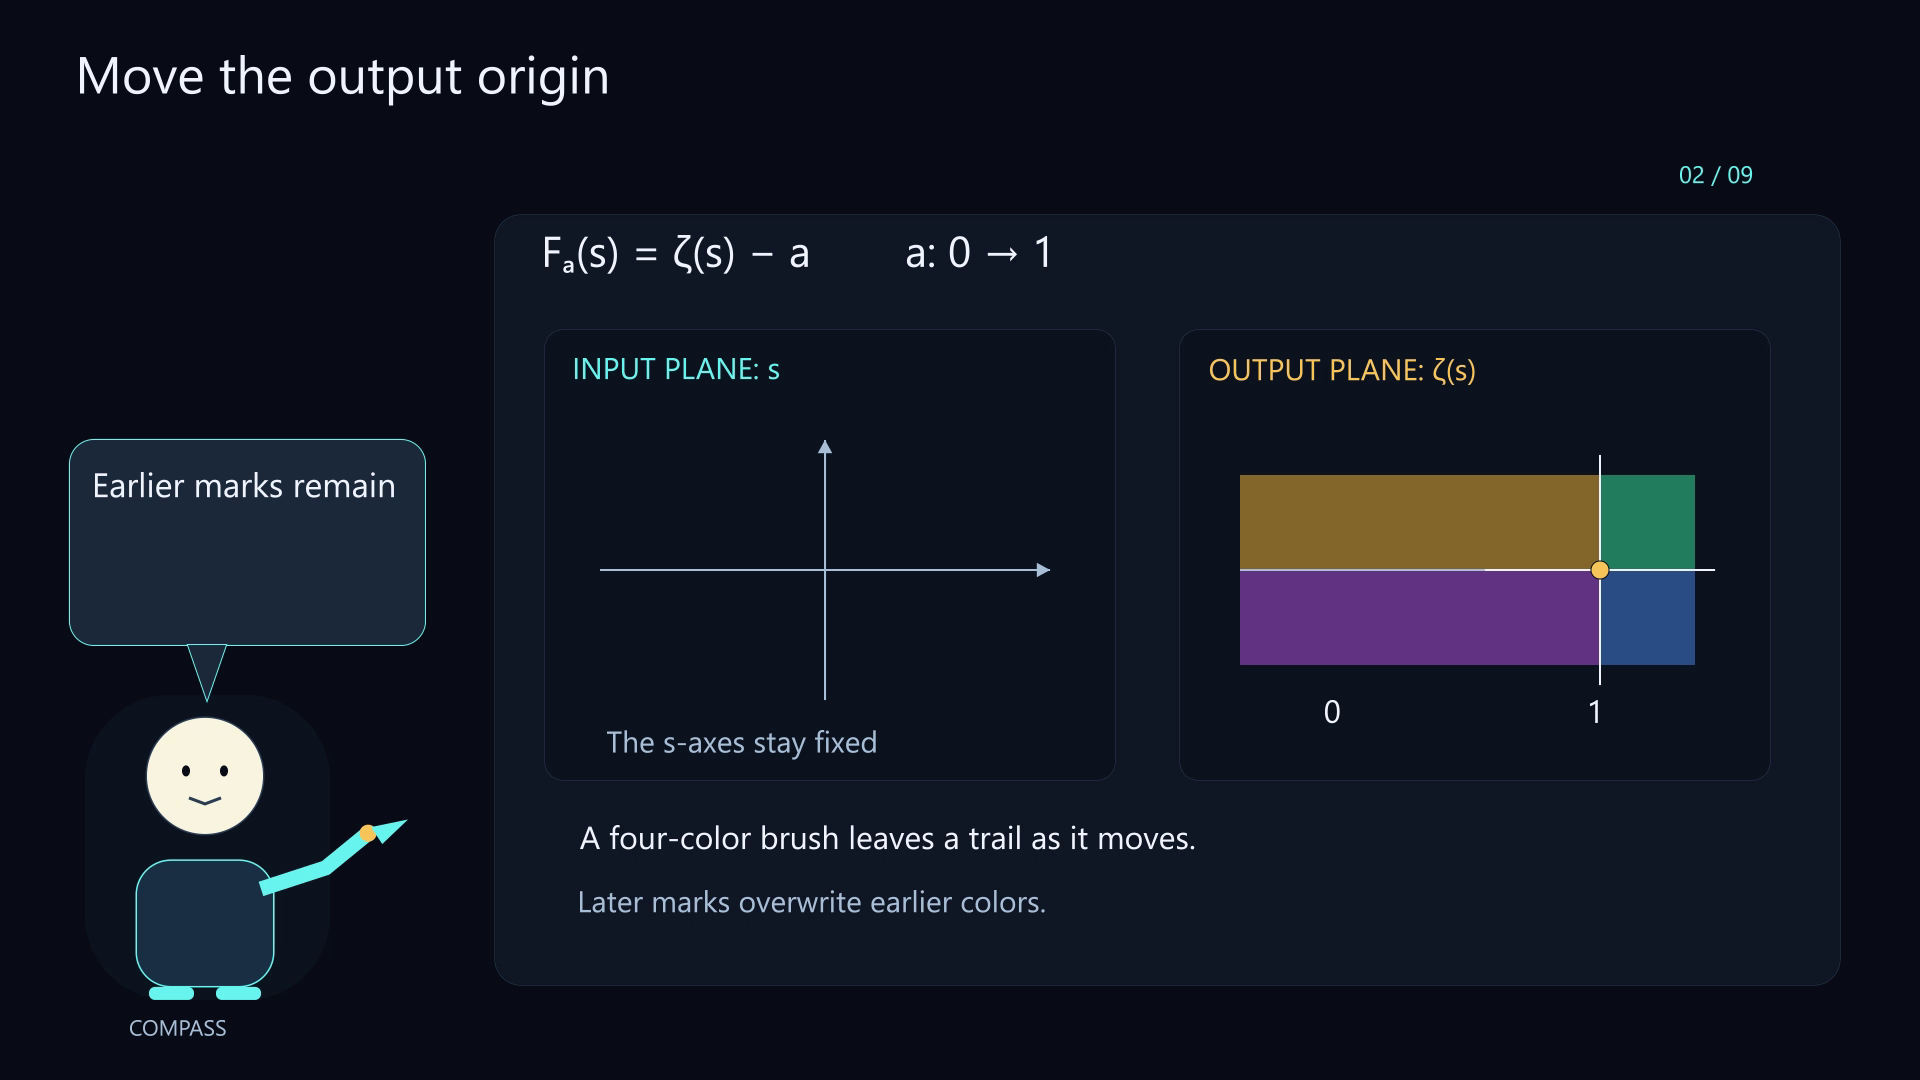 Move the output origin
02 / 09
Fₐ(s) = ζ(s) − a
a: 0 → 1
INPUT PLANE: s
OUTPUT PLANE: ζ(s)
Earlier marks remain
0
1
The s-axes stay fixed
A four-color brush leaves a trail as it moves.
Later marks overwrite earlier colors.
COMPASS